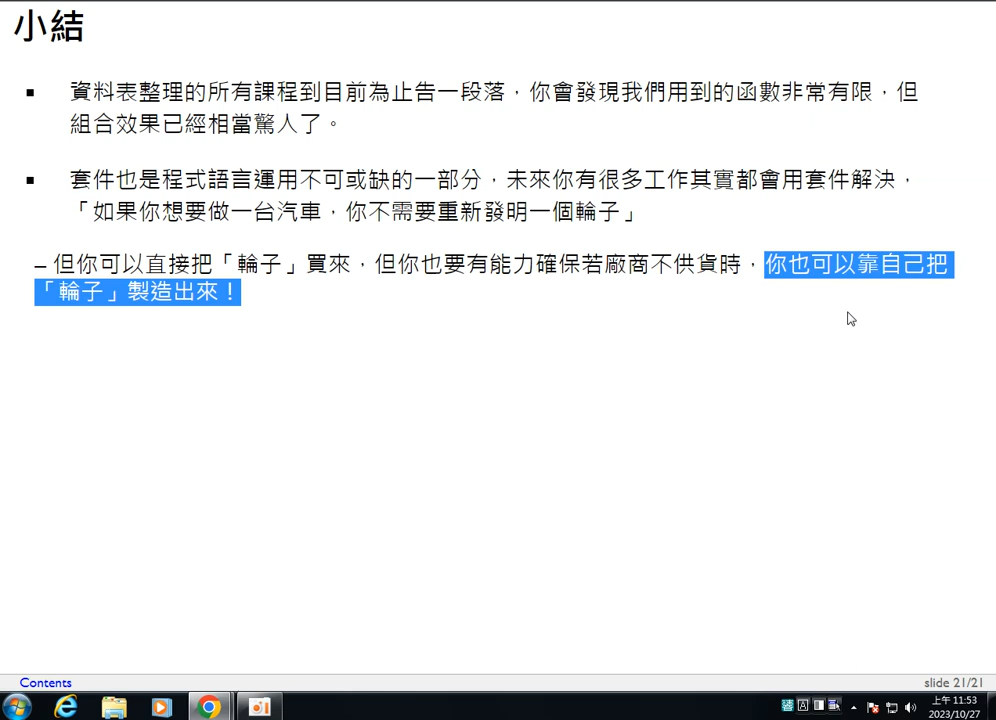 小結
資料表整理的所有課程到目前為止告一段落，你會發現我們用到的函數非常有限，但
組合效果已經相當驚人了。
套件也是程式語言運用不可或缺的一部分，未來你有很多工作其實都會用套件解決，
「如果你想要做一台汽車，你不需要重新發明一個輪子」
– 但你可以直接把「輪子」買來，但你也要有能力確保若廠商不供貨時，你也可以靠自己把
「輪子」製造出來！
Contents
slide 21/21
上午 11:53
2023/10/27